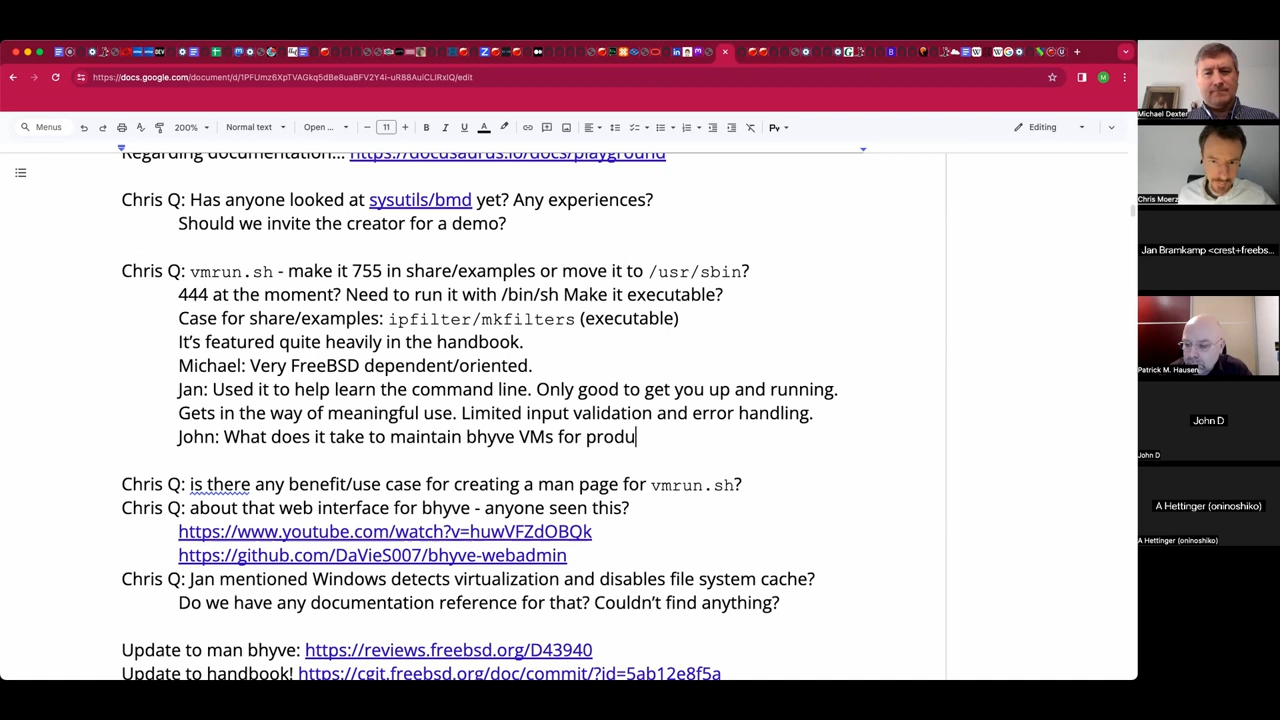 https://docs.google.com/document/d/1PFUmz6XpTVAGkq5dBe8uaBFV2Y4i-uR88AuiCLIRxIQ/edit
Menus
200%
Normal text
Open ...
11
Editing
Regarding documentation... https://docusaurus.io/docs/playground
Chris Q: Has anyone looked at sysutils/bmd yet? Any experiences?
Should we invite the creator for a demo?
Chris Q: vmrun.sh - make it 755 in share/examples or move it to /usr/sbin?
444 at the moment? Need to run it with /bin/sh Make it executable?
Case for share/examples: ipfilter/mkfilters (executable)
It's featured quite heavily in the handbook.
Michael: Very FreeBSD dependent/oriented.
Jan: Used it to help learn the command line. Only good to get you up and running.
Gets in the way of meaningful use. Limited input validation and error handling.
John: What does it take to maintain bhyve VMs for produ
Chris Q: is there any benefit/use case for creating a man page for vmrun.sh?
Chris Q: about that web interface for bhyve - anyone seen this?
https://www.youtube.com/watch?v=huwVFZdOBQk
https://github.com/DaVieS007/bhyve-webadmin
Chris Q: Jan mentioned Windows detects virtualization and disables file system cache?
Do we have any documentation reference for that? Couldn't find anything?
Update to man bhyve: https://reviews.freebsd.org/D43940
Update to handbook! https://cgit.freebsd.org/doc/commit/?id=5ab12e8f5a
Michael Dexter
Chris Moerz
Jan Bramkamp <crest+freebs...
Patrick M. Hausen
John D
John D
A Hettinger (oninoshiko)
A Hettinger (oninoshiko)